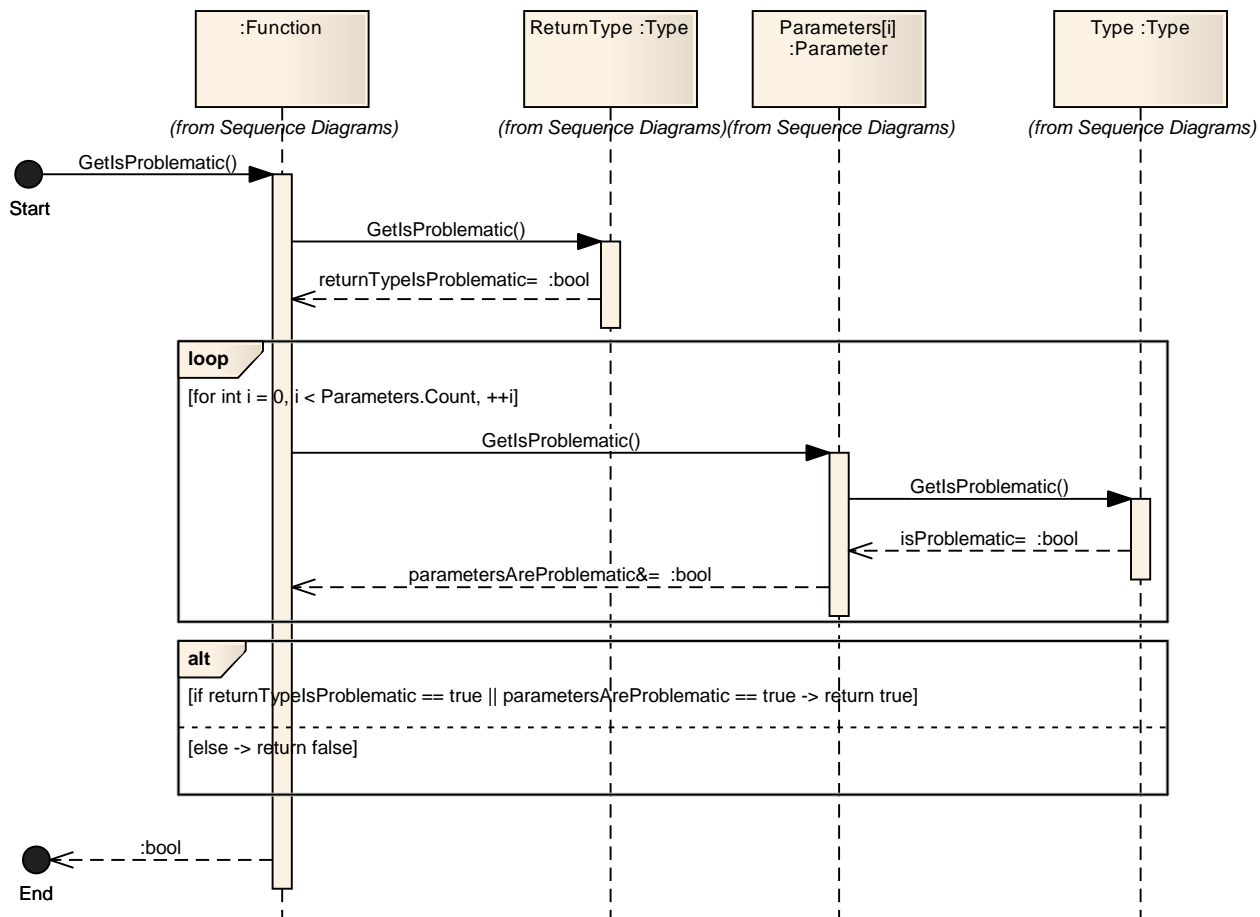 :Function
ReturnType :Type
Parameters[i]
:Parameter
Type :Type
(from Sequence Diagrams)
(from Sequence Diagrams)
(from Sequence Diagrams)
(from Sequence Diagrams)
GetIsProblematic()
Start
GetIsProblematic()
returnTypeIsProblematic= :bool
loop
[for int i = 0, i < Parameters.Count, ++i]
GetIsProblematic()
GetIsProblematic()
isProblematic= :bool
parametersAreProblematic&= :bool
alt
[if returnTypeIsProblematic == true || parametersAreProblematic == true -> return true]
[else -> return false]
:bool
End